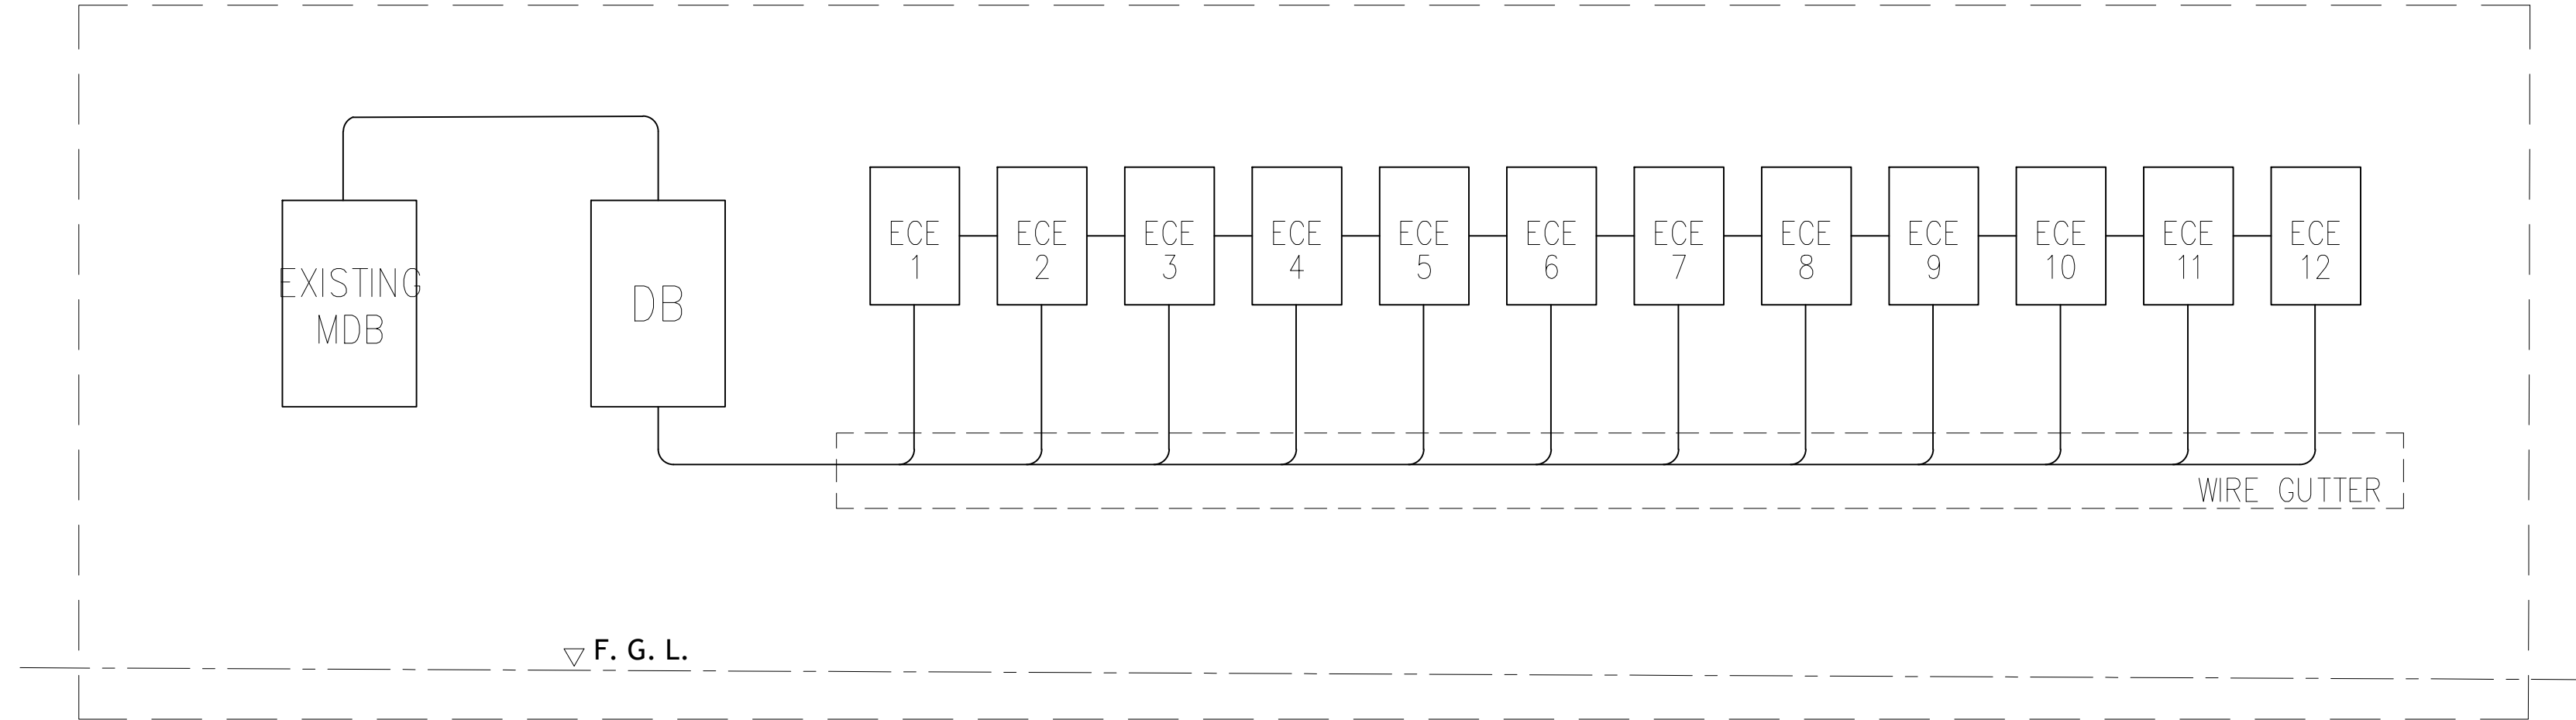 EXISTING
MDB
DB
ECE
1
ECE
2
ECE
3
ECE
4
ECE
5
ECE
6
ECE
7
ECE
8
ECE
9
ECE
10
ECE
11
ECE
12
WIRE GUTTER
F. G. L.